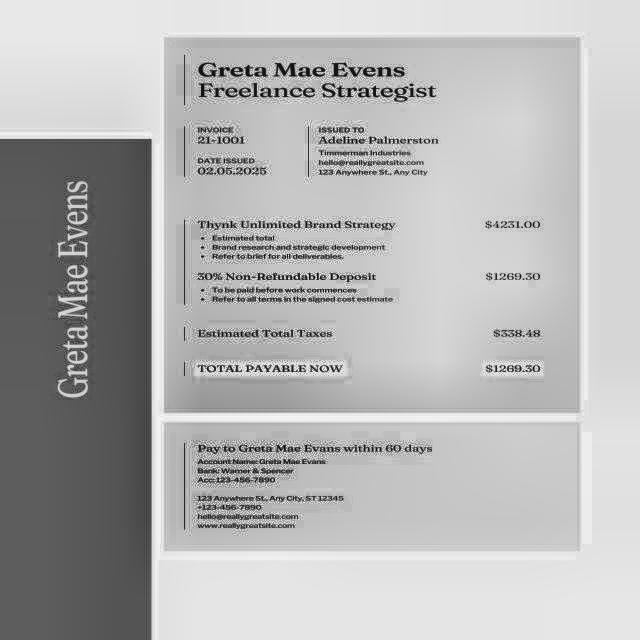 Greta Mae Evens
Greta Mae Evens
Freelance Strategist
INVOICE
21-1001
DATE ISSUED
02.05.2025
ISSUED TO
Adeline Palmerston
Timmerman Industries
hello@reallygreatsite.com
123 Anywhere St., Any City
Thynk Unlimited Brand Strategy $4231.00
• Estimated total
• Brand research and strategic development
• Refer to brief for all deliverables.
30% Non-Refundable Deposit $1269.30
• To be paid before work commences
• Refer to all terms in the signed cost estimate
Estimated Total Taxes $338.48
TOTAL PAYABLE NOW $1269.30
Pay to Greta Mae Evans within 60 days
Account Name: Greta Mae Evans
Bank: Warner & Spencer
Acc: 123-456-7890
123 Anywhere St., Any City, ST 12345
+123-456-7890
hello@reallygreatsite.com
www.reallygreatsite.com